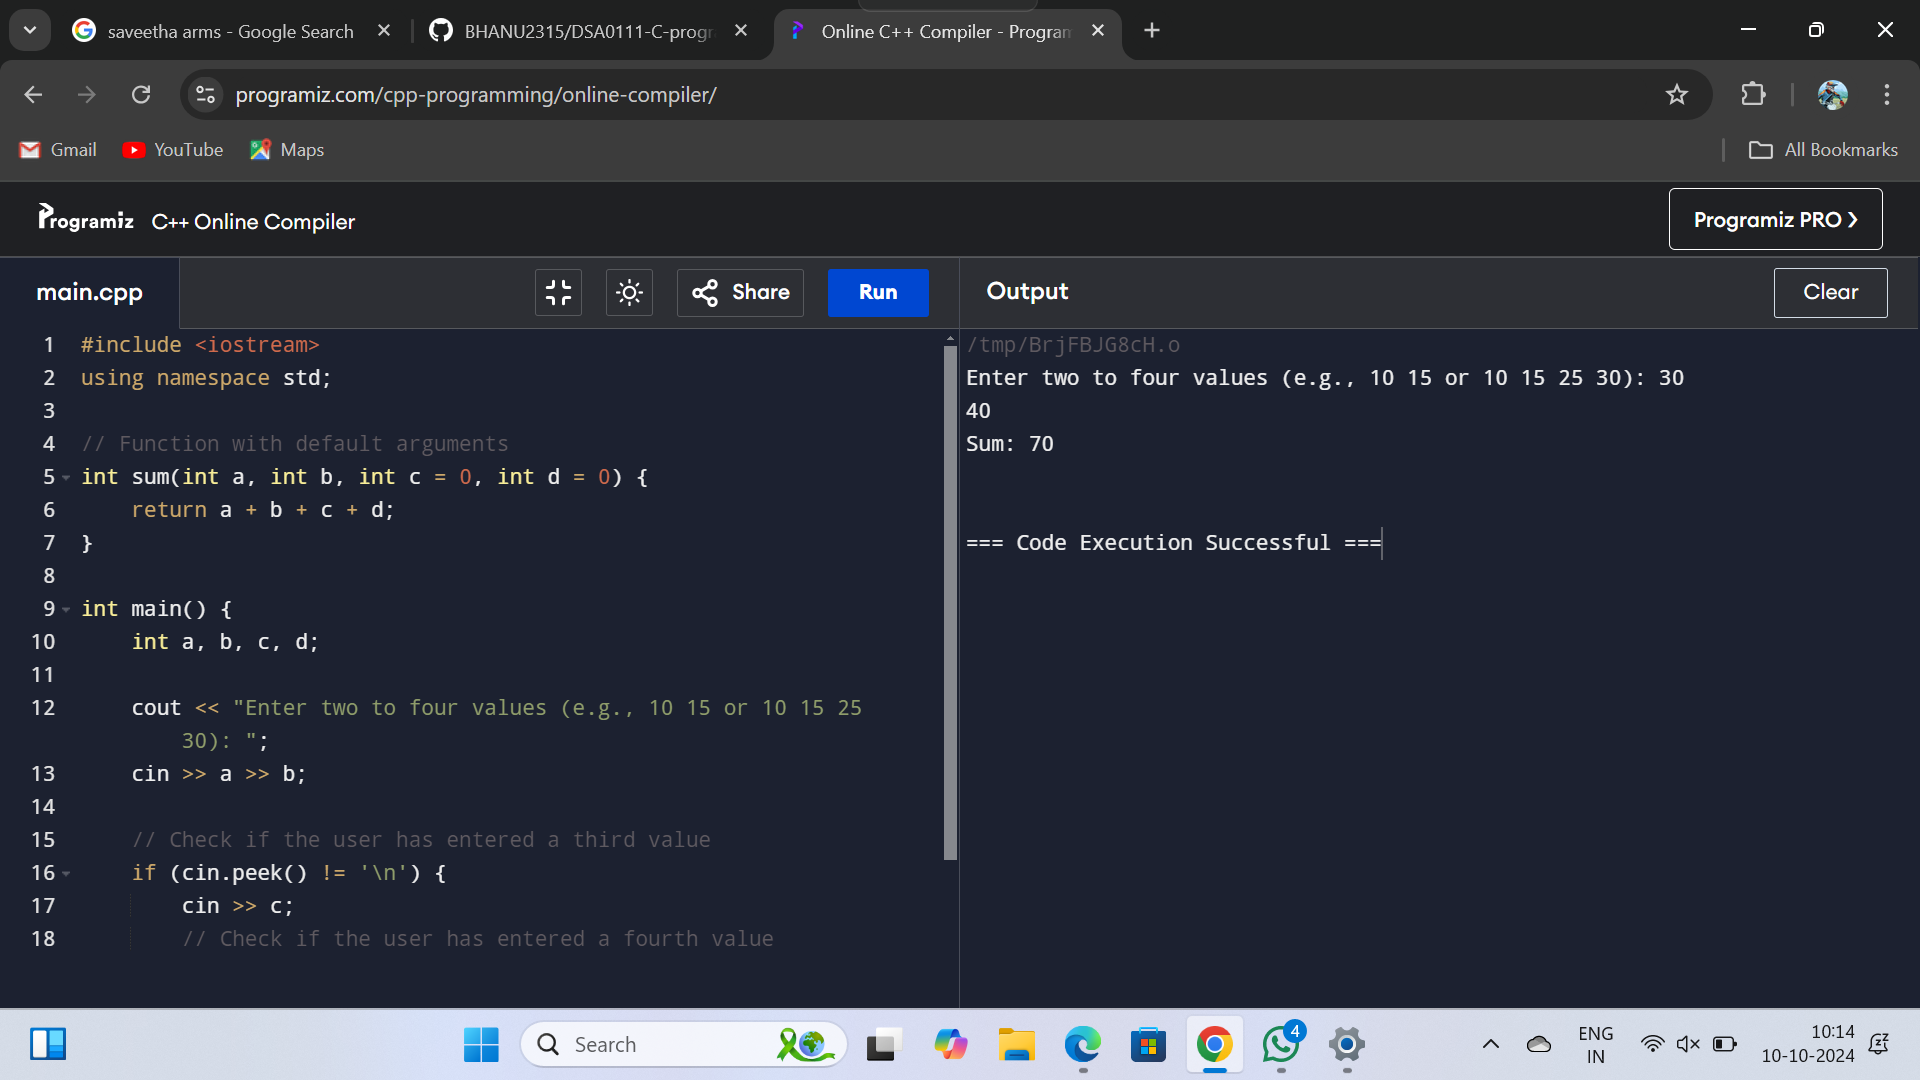 saveetha arms - Google Search
BHANU2315/DSA0111-C-progr
Online C++ Compiler - Program
programiz.com/cpp-programming/online-compiler/
Gmail
YouTube
Maps
All Bookmarks
Programiz
C++ Online Compiler
Programiz PRO ❯
main.cpp
Share
Run
Output
Clear
1 #include <iostream>
2 using namespace std;
3
4 // Function with default arguments
5 int sum(int a, int b, int c = 0, int d = 0) {
6     return a + b + c + d;
7 }
8
9 int main() {
10     int a, b, c, d;
11
12     cout << "Enter two to four values (e.g., 10 15 or 10 15 25
        30): ";
13     cin >> a >> b;
14
15     // Check if the user has entered a third value
16     if (cin.peek() != '\n') {
17         cin >> c;
18         // Check if the user has entered a fourth value
/tmp/BrjFBJG8cH.o
Enter two to four values (e.g., 10 15 or 10 15 25 30): 30
40
Sum: 70
=== Code Execution Successful ===
Search
4
ENG
IN
10:14
10-10-2024